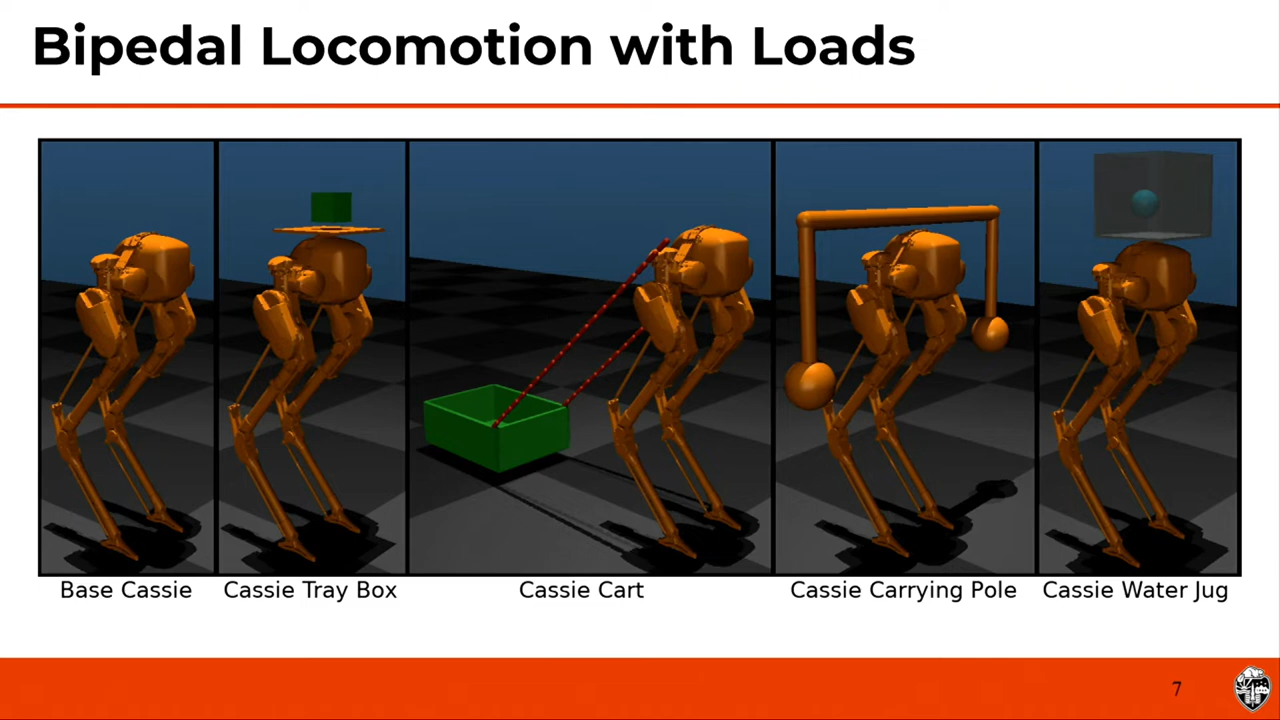 Bipedal Locomotion with Loads
Base Cassie
Cassie Tray Box
Cassie Cart
Cassie Carrying Pole
Cassie Water Jug
7